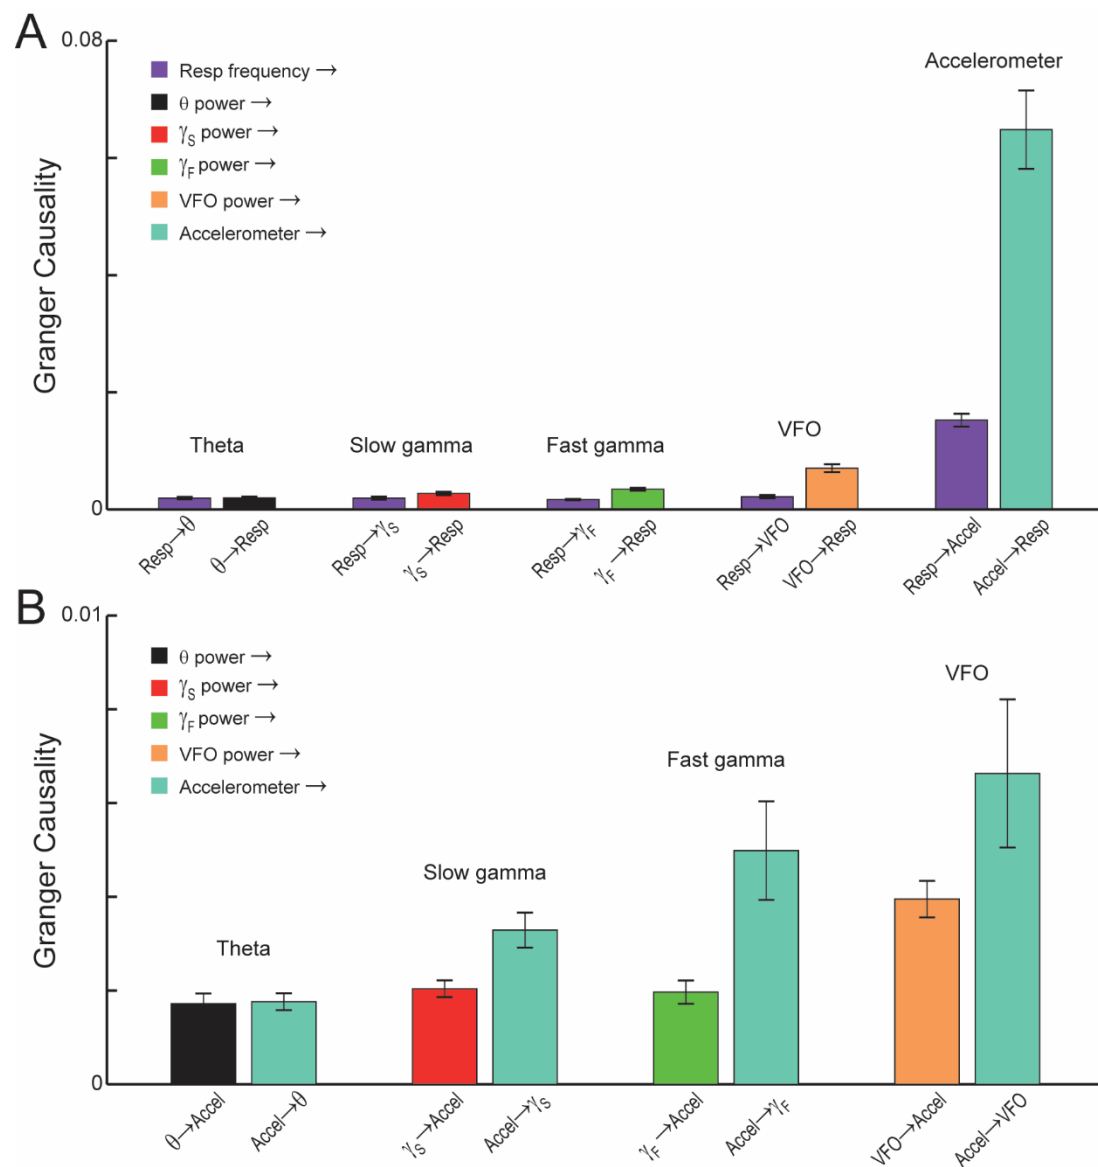 A
0.08
Granger Causality
0
Resp frequency →
θ power →
γS power →
γF power →
VFO power →
Accelerometer →
Theta
Slow gamma
Fast gamma
VFO
Accelerometer
Resp→θ
θ→Resp
Resp→γS
γS→Resp
Resp→γF
γF→Resp
Resp→VFO
VFO→Resp
Resp→Accel
Accel→Resp
B
0.01
Granger Causality
0
θ power →
γS power →
γF power →
VFO power →
Accelerometer →
Theta
Slow gamma
Fast gamma
VFO
θ→Accel
Accel→θ
γS→Accel
Accel→γS
γF→Accel
Accel→γF
VFO→Accel
Accel→VFO